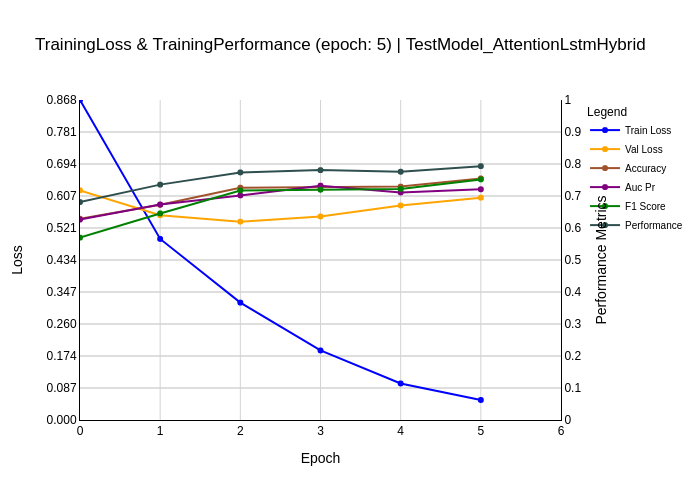 TrainingLoss & TrainingPerformance (epoch: 5) | TestModel_AttentionLstmHybrid
0.868
0.781
0.694
0.607
0.521
0.434
0.347
0.260
0.174
0.087
0.000
Loss
0
1
2
3
4
5
6
Epoch
1
0.9
0.8
0.7
0.6
0.5
0.4
0.3
0.2
0.1
0
Performance Metrics
Legend
Train Loss
Val Loss
Accuracy
Auc Pr
F1 Score
Performance